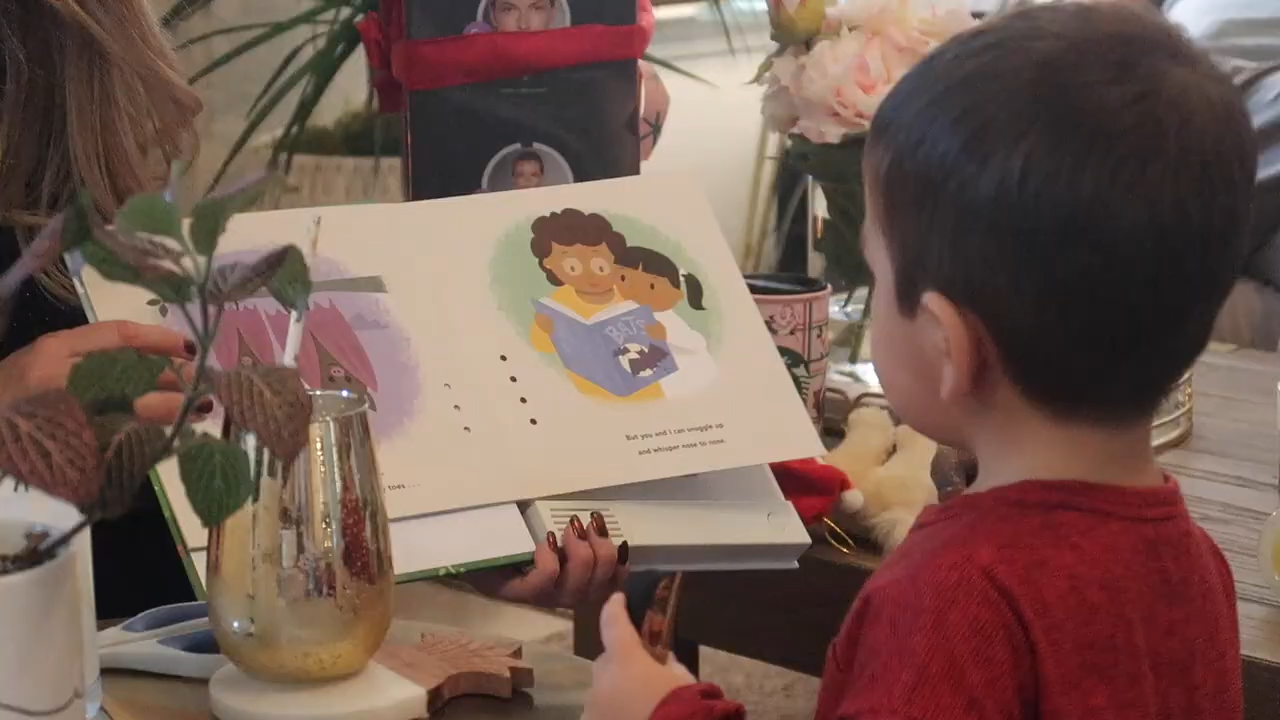 toes . . .
BATS
But you and I can snuggle up
and whisper nose to nose.